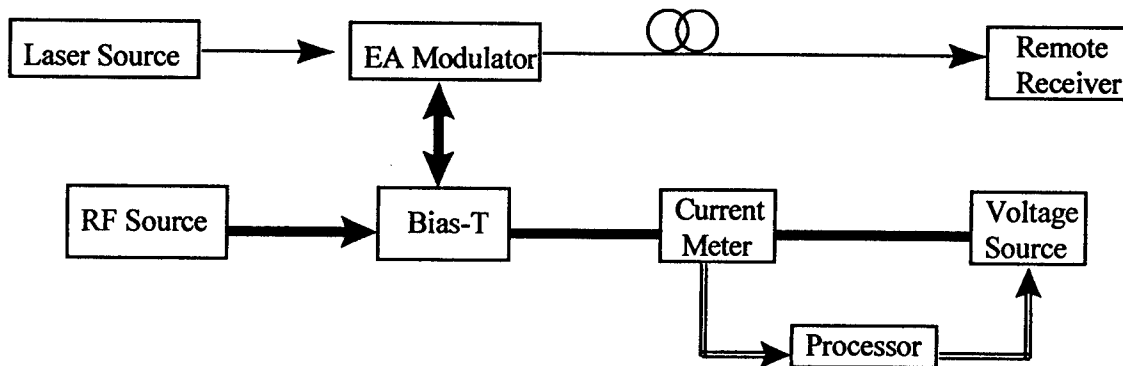 Laser Source
EA Modulator
Remote
Receiver
RF Source
Bias-T
Current
Meter
Voltage
Source
Processor